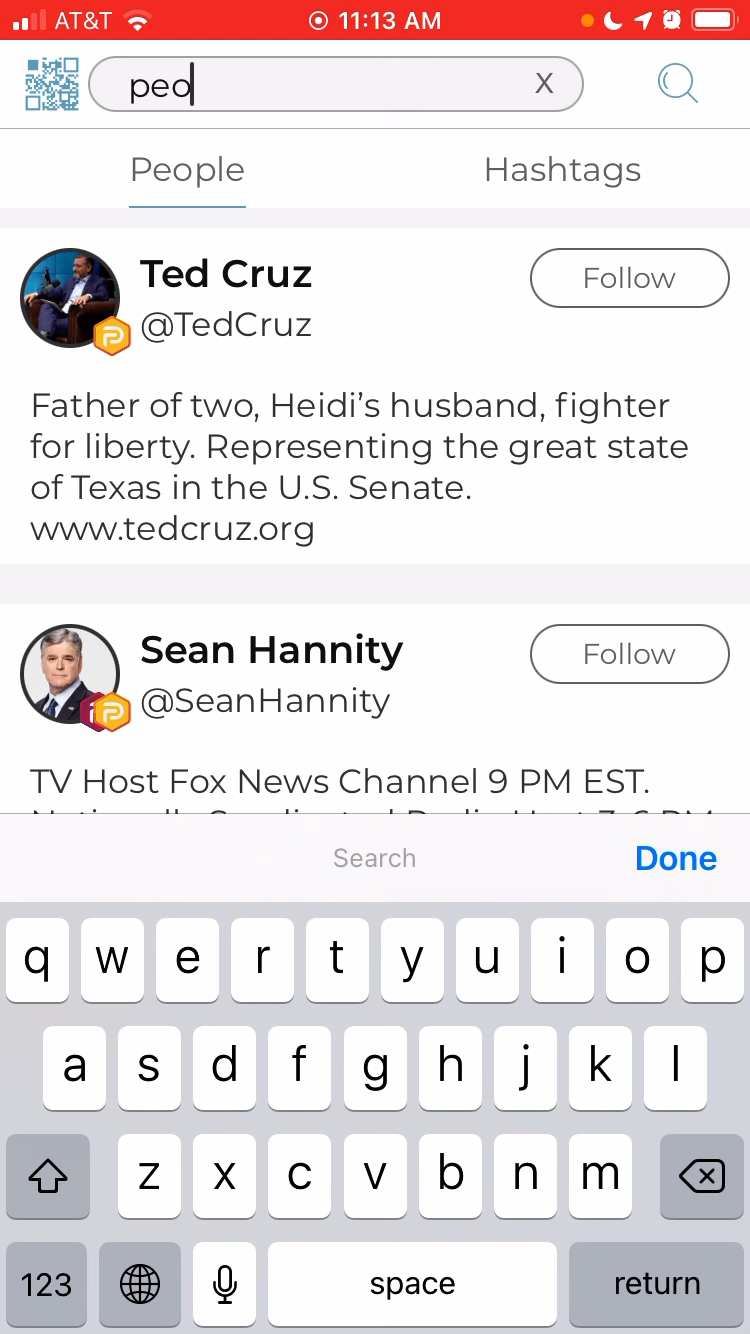 AT&T 11:13 AM
peo X
People Hashtags
Ted Cruz Follow
@TedCruz
Father of two, Heidi’s husband, fighter
for liberty. Representing the great state
of Texas in the U.S. Senate.
www.tedcruz.org
Sean Hannity Follow
@SeanHannity
TV Host Fox News Channel 9 PM EST.
Search Done
q w e r t y u i o p
a s d f g h j k l
z x c v b n m
123 space return